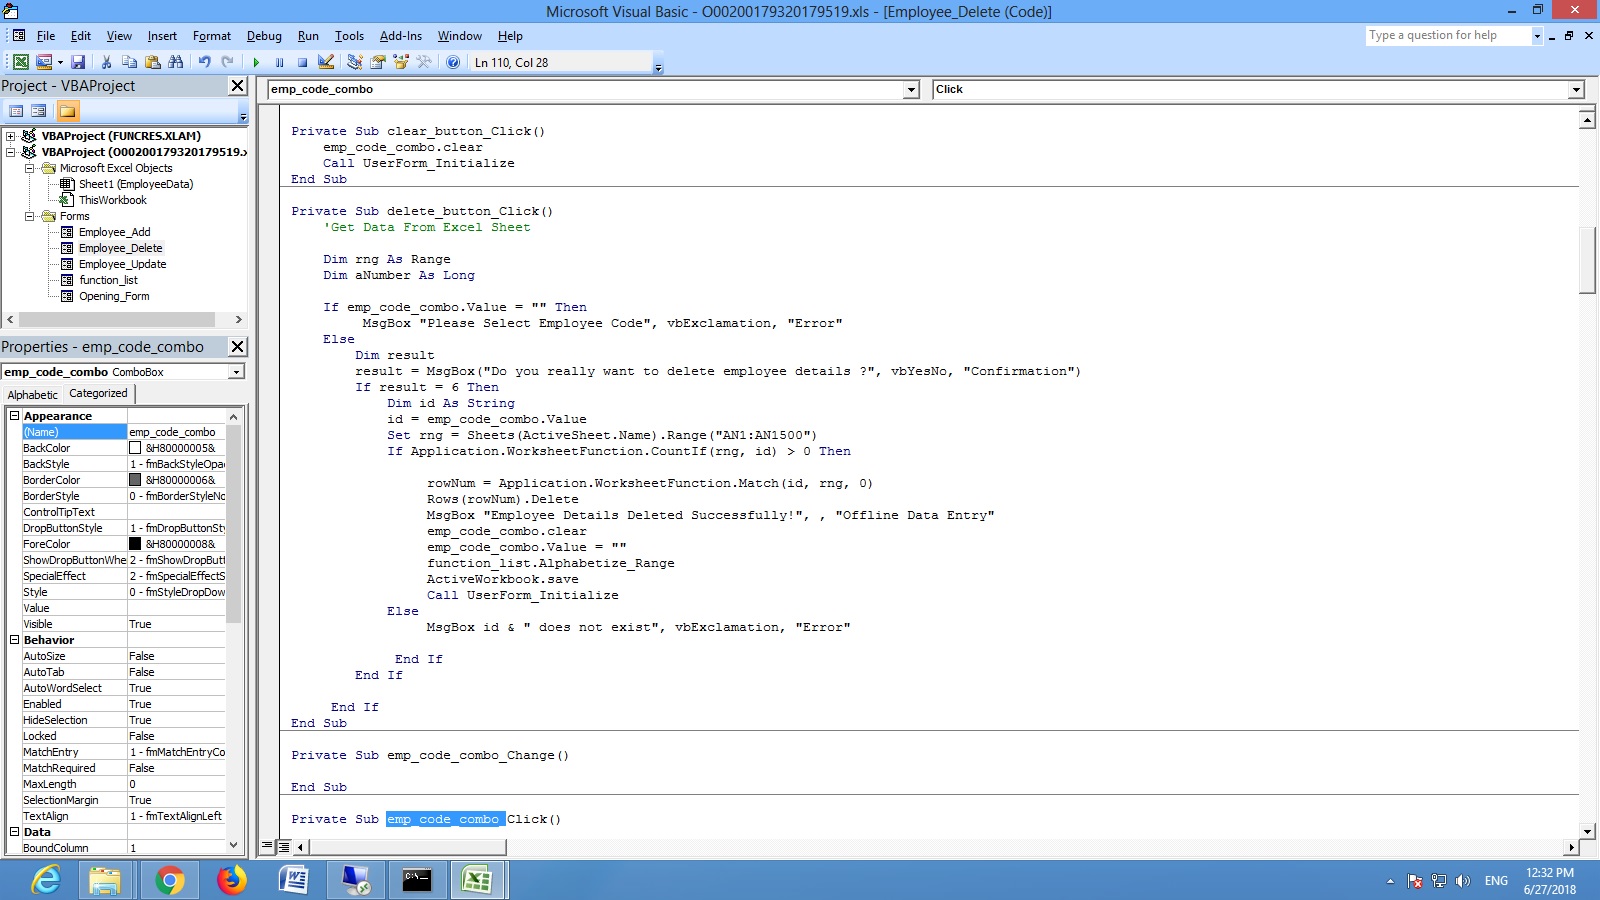 Microsoft Visual Basic - O00200179320179519.xls - [Employee_Delete (Code)]
File Edit View Insert Format Debug Run Tools Add-Ins Window Help
Type a question for help
Ln 110, Col 28
Project - VBAProject
VBAProject (FUNCRES.XLAM)
VBAProject (O00200179320179519.x
Microsoft Excel Objects
Sheet1 (EmployeeData)
ThisWorkbook
Forms
Employee_Add
Employee_Delete
Employee_Update
function_list
Opening_Form
Properties - emp_code_combo
emp_code_combo ComboBox
Alphabetic Categorized
Appearance
(Name) emp_code_combo
BackColor &H80000005&
BackStyle 1 - fmBackStyleOpa
BorderColor &H80000006&
BorderStyle 0 - fmBorderStyleNo
ControlTipText
DropButtonStyle 1 - fmDropButtonSty
ForeColor &H80000008&
ShowDropButtonWhe 2 - fmShowDropButt
SpecialEffect 2 - fmSpecialEffectS
Style 0 - fmStyleDropDow
Value
Visible True
Behavior
AutoSize False
AutoTab False
AutoWordSelect True
Enabled True
HideSelection True
Locked False
MatchEntry 1 - fmMatchEntryCo
MatchRequired False
MaxLength 0
SelectionMargin True
TextAlign 1 - fmTextAlignLeft
Data
BoundColumn 1
emp_code_combo Click
Private Sub clear_button_Click()
emp_code_combo.clear
Call UserForm_Initialize
End Sub
Private Sub delete_button_Click()
'Get Data From Excel Sheet
Dim rng As Range
Dim aNumber As Long
If emp_code_combo.Value = "" Then
MsgBox "Please Select Employee Code", vbExclamation, "Error"
Else
Dim result
result = MsgBox("Do you really want to delete employee details ?", vbYesNo, "Confirmation")
If result = 6 Then
Dim id As String
id = emp_code_combo.Value
Set rng = Sheets(ActiveSheet.Name).Range("AN1:AN1500")
If Application.WorksheetFunction.CountIf(rng, id) > 0 Then
rowNum = Application.WorksheetFunction.Match(id, rng, 0)
Rows(rowNum).Delete
MsgBox "Employee Details Deleted Successfully!", , "Offline Data Entry"
emp_code_combo.clear
emp_code_combo.Value = ""
function_list.Alphabetize_Range
ActiveWorkbook.save
Call UserForm_Initialize
Else
MsgBox id & " does not exist", vbExclamation, "Error"
End If
End If
End If
End Sub
Private Sub emp_code_combo_Change()
End Sub
Private Sub emp_code_combo_Click()
ENG
12:32 PM
6/27/2018